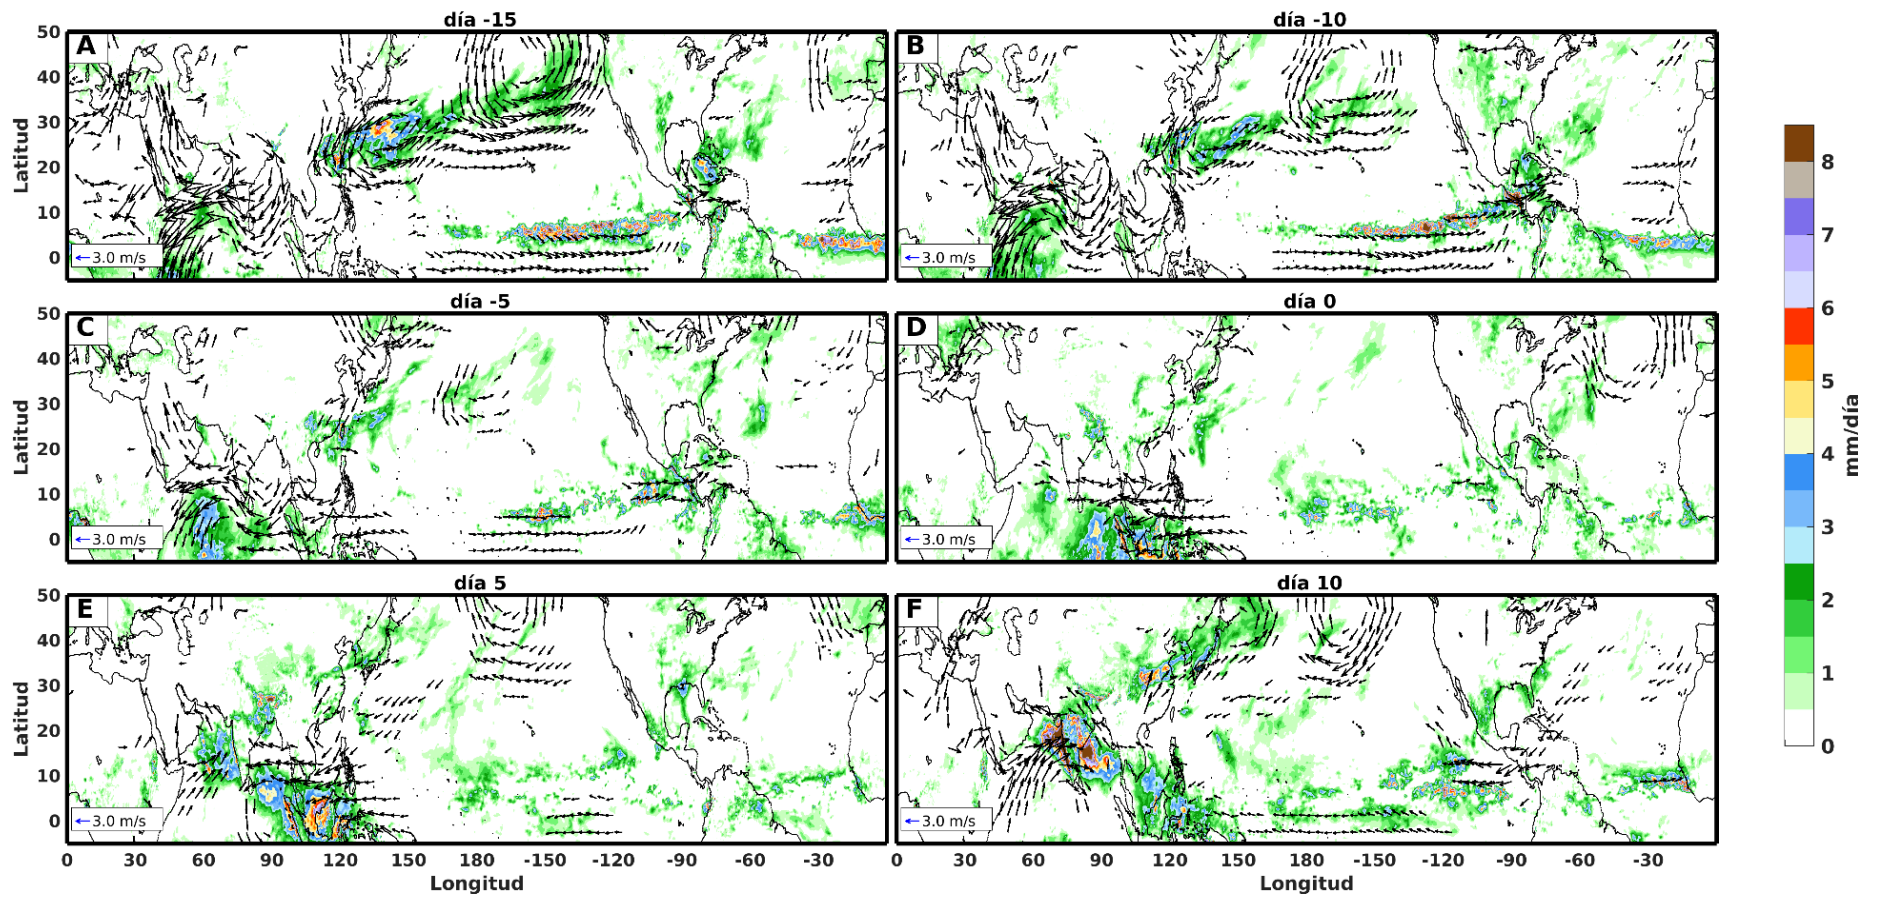 día -15
día -10
50
40
30
20
10
0
Latitud
A
3.0 m/s
B
3.0 m/s
día -5
día 0
50
40
30
20
10
0
Latitud
C
3.0 m/s
D
3.0 m/s
día 5
día 10
50
40
30
20
10
0
Latitud
E
3.0 m/s
F
3.0 m/s
0 30 60 90 120 150 180 -150 -120 -90 -60 -30
0 30 60 90 120 150 180 -150 -120 -90 -60 -30
Longitud
Longitud
8
7
6
5
4
3
2
1
0
mm/día